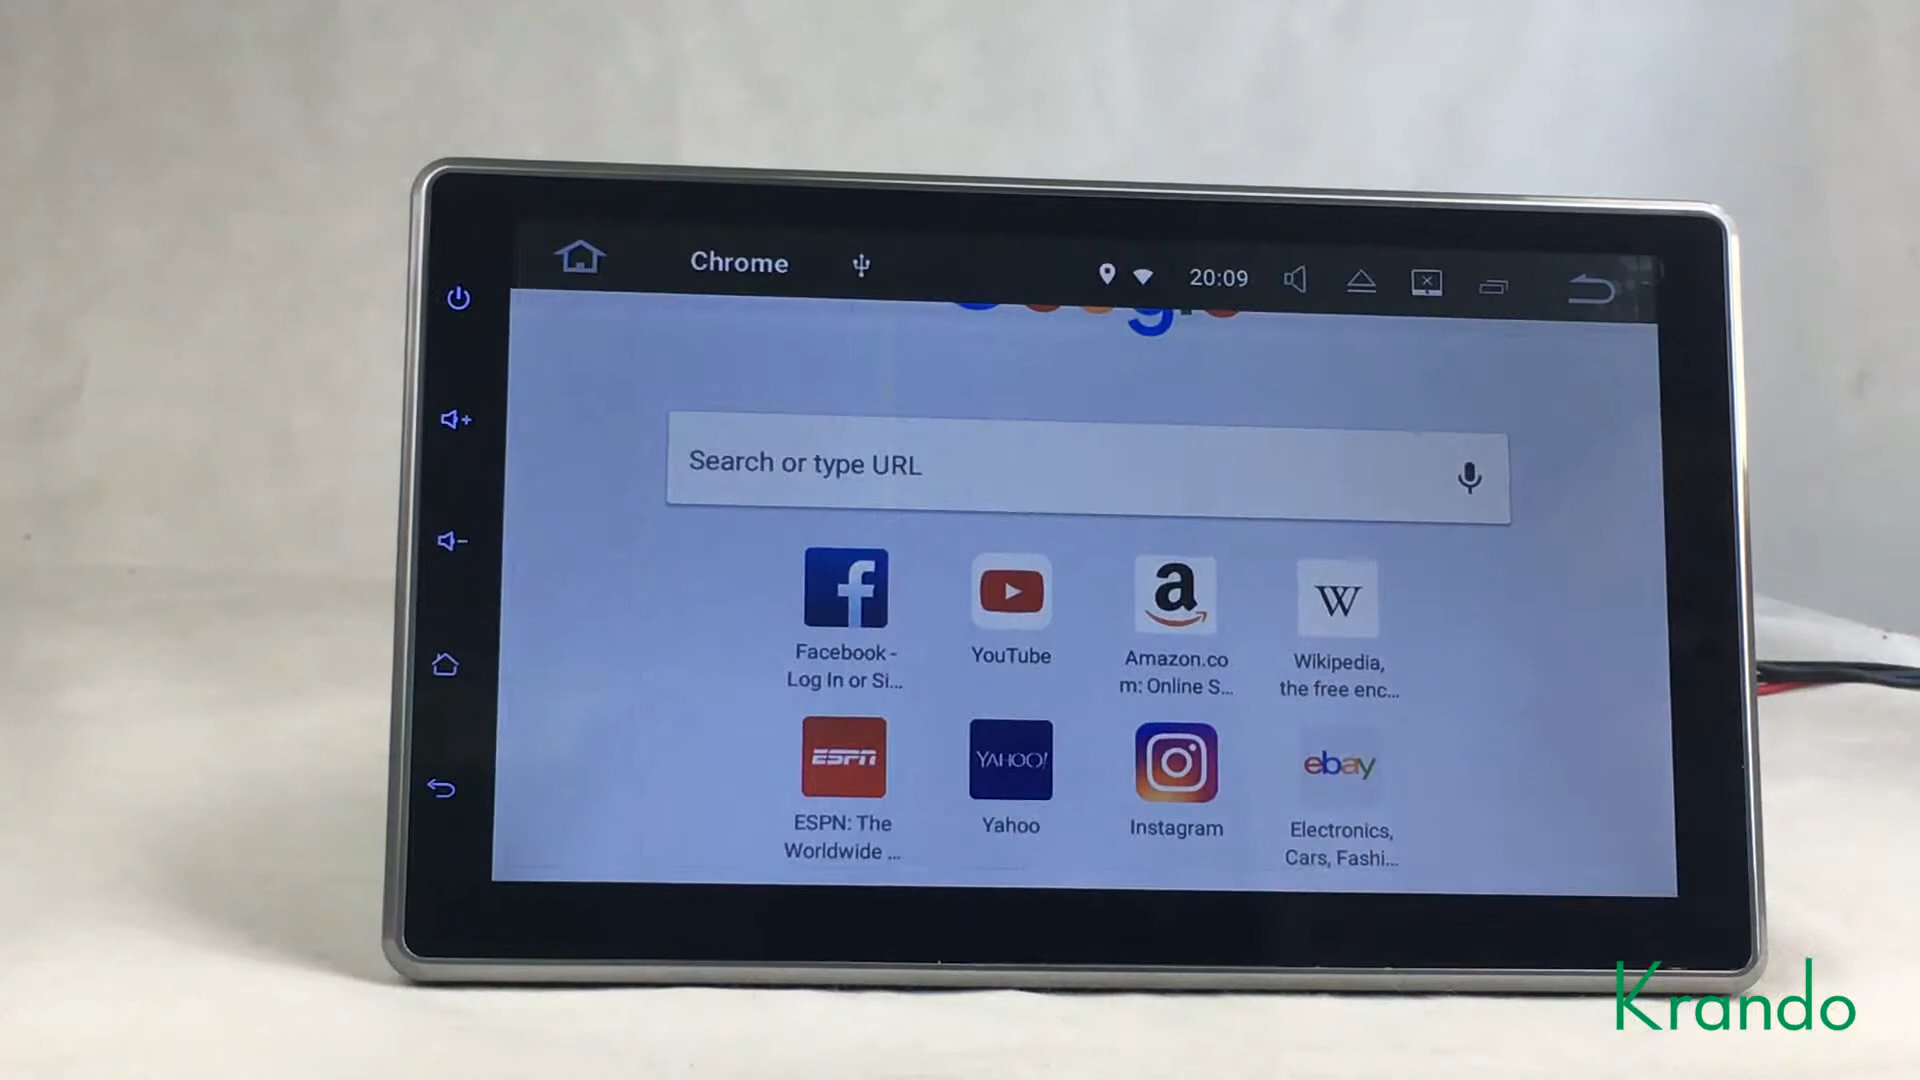 Chrome
20:09
Search or type URL
f
Facebook -
Log In or Si...
YouTube
a
Amazon.co
m: Online S...
W
Wikipedia,
the free enc...
ESPN
ESPN: The
Worldwide ...
YAHOO!
Yahoo
Instagram
ebay
Electronics,
Cars, Fashi...
Krando